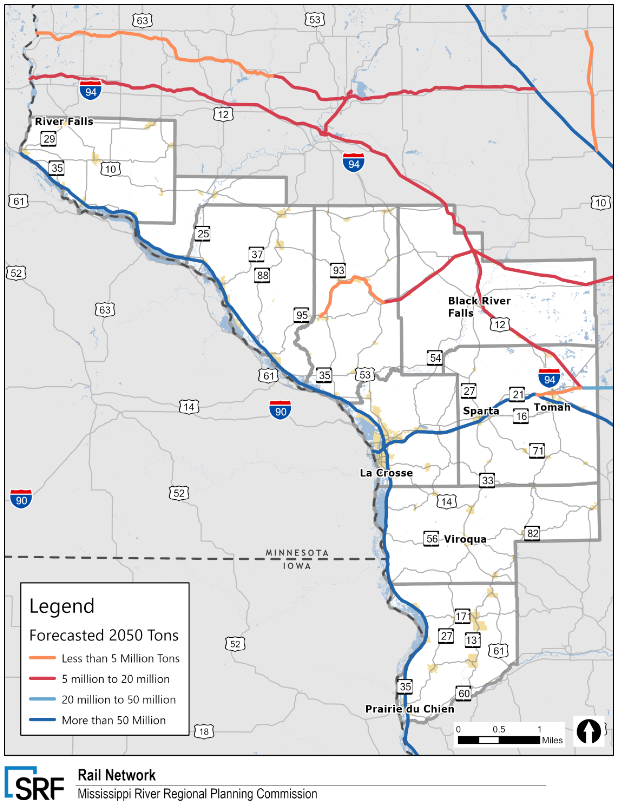 63
53
94
12
River Falls
29
94
35
10
61
10
25
37
52
88
93
63
95
Black River
Falls
12
54
61
35
53
94
14
90
27
21
Sparta
16
Tomah
71
La Crosse
90
52
33
14
56
Viroqua
82
MINNESOTA
IOWA
Legend
Forecasted 2050 Tons
Less than 5 Million Tons
5 million to 20 million
20 million to 50 million
More than 50 Million
171
27
131
61
52
35
60
Prairie du Chien
18
0 0.5 1
Miles
SRF
Rail Network
Mississippi River Regional Planning Commission